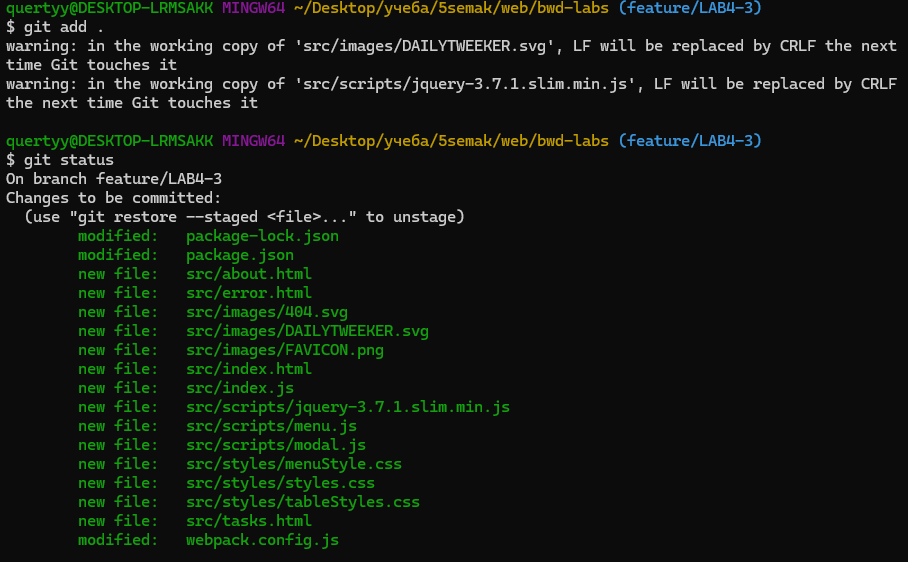 quertyy@DESKTOP-LRMSAKK MINGW64 ~/Desktop/учеба/5semak/web/bwd-labs (feature/LAB4-3)
$ git add .
warning: in the working copy of 'src/images/DAILYTWEEKER.svg', LF will be replaced by CRLF the next
time Git touches it
warning: in the working copy of 'src/scripts/jquery-3.7.1.slim.min.js', LF will be replaced by CRLF
the next time Git touches it
quertyy@DESKTOP-LRMSAKK MINGW64 ~/Desktop/учеба/5semak/web/bwd-labs (feature/LAB4-3)
$ git status
On branch feature/LAB4-3
Changes to be committed:
  (use "git restore --staged <file>..." to unstage)
        modified:   package-lock.json
        modified:   package.json
        new file:   src/about.html
        new file:   src/error.html
        new file:   src/images/404.svg
        new file:   src/images/DAILYTWEEKER.svg
        new file:   src/images/FAVICON.png
        new file:   src/index.html
        new file:   src/index.js
        new file:   src/scripts/jquery-3.7.1.slim.min.js
        new file:   src/scripts/menu.js
        new file:   src/scripts/modal.js
        new file:   src/styles/menuStyle.css
        new file:   src/styles/styles.css
        new file:   src/styles/tableStyles.css
        new file:   src/tasks.html
        modified:   webpack.config.js